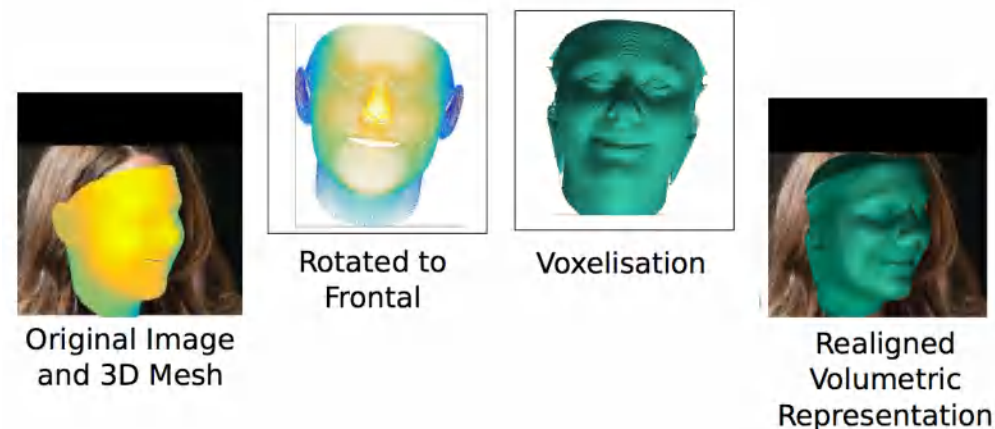 Original Image
and 3D Mesh
Rotated to
Frontal
Voxelisation
Realigned
Volumetric
Representation